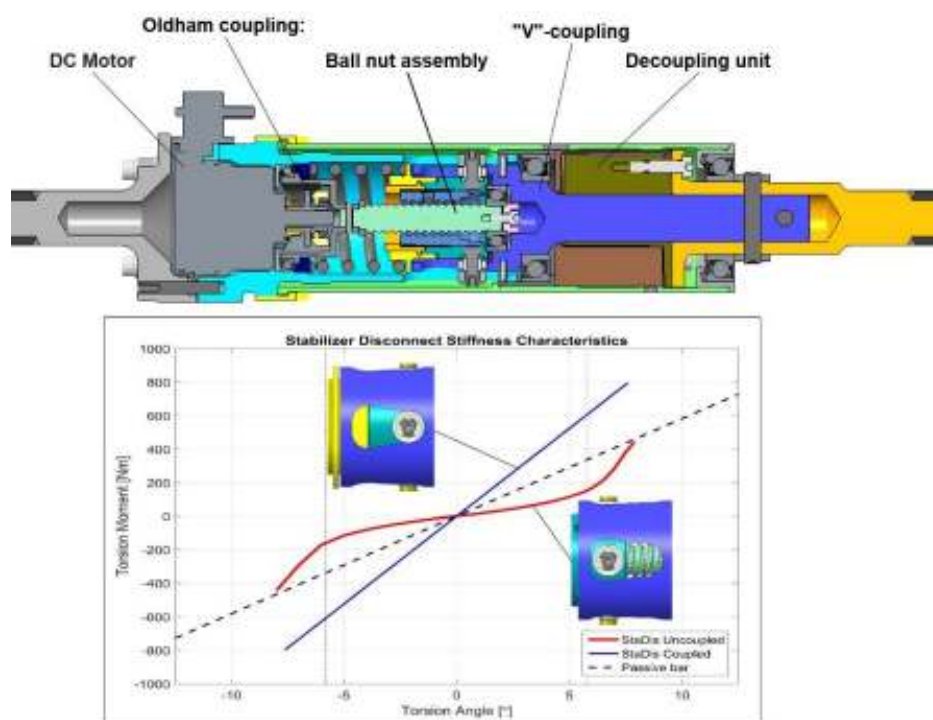 Oldham coupling:
"V"-coupling
DC Motor
Ball nut assembly
Decoupling unit
Stabilizer Disconnect Stiffness Characteristics
1000
800
600
400
200
0
-200
-400
-600
-800
-1000
Torsion Moment [Nm]
-10
-5
0
5
10
Torsion Angle [°]
StaDis Uncoupled
StaDis Coupled
Passive bar